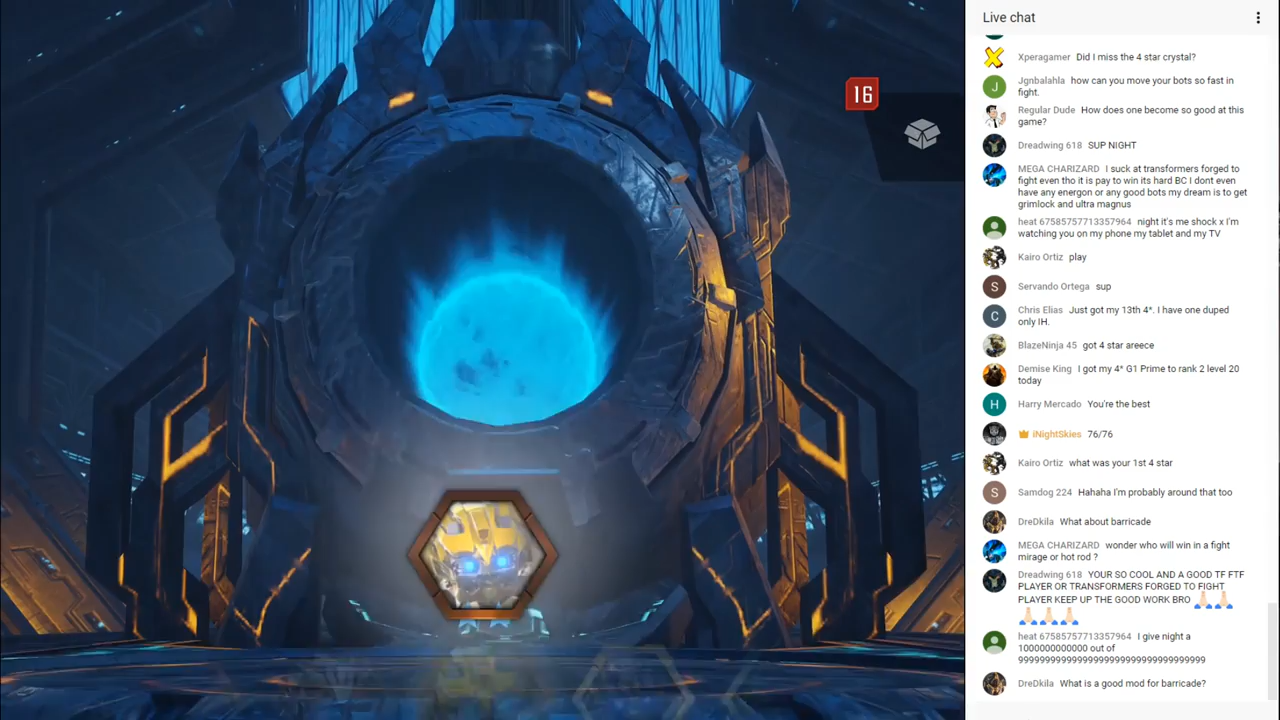 16
Live chat
Xperagamer Did I miss the 4 star crystal?
J
Jgnbalahla how can you move your bots so fast in
fight.
Regular Dude How does one become so good at this
game?
Dreadwing 618 SUP NIGHT
MEGA CHARIZARD I suck at transformers forged to
fight even tho it is pay to win its hard BC I dont even
have any energon or any good bots my dream is to get
grimlock and ultra magnus
heat 67585757713357964 night it's me shock x I'm
watching you on my phone my tablet and my TV
Kairo Ortiz play
S
Servando Ortega sup
C
Chris Elias Just got my 13th 4*. I have one duped
only IH.
BlazeNinja 45 got 4 star areece
Demise King I got my 4* G1 Prime to rank 2 level 20
today
H
Harry Mercado You're the best
iNightSkies 76/76
Kairo Ortiz what was your 1st 4 star
S
Samdog 224 Hahaha I'm probably around that too
DreDkila What about barricade
MEGA CHARIZARD wonder who will win in a fight
mirage or hot rod ?
Dreadwing 618 YOUR SO COOL AND A GOOD TF FTF
PLAYER OR TRANSFORMERS FORGED TO FIGHT
PLAYER KEEP UP THE GOOD WORK BRO
heat 67585757713357964 I give night a
1000000000000 out of
9999999999999999999999999999999999
DreDkila What is a good mod for barricade?